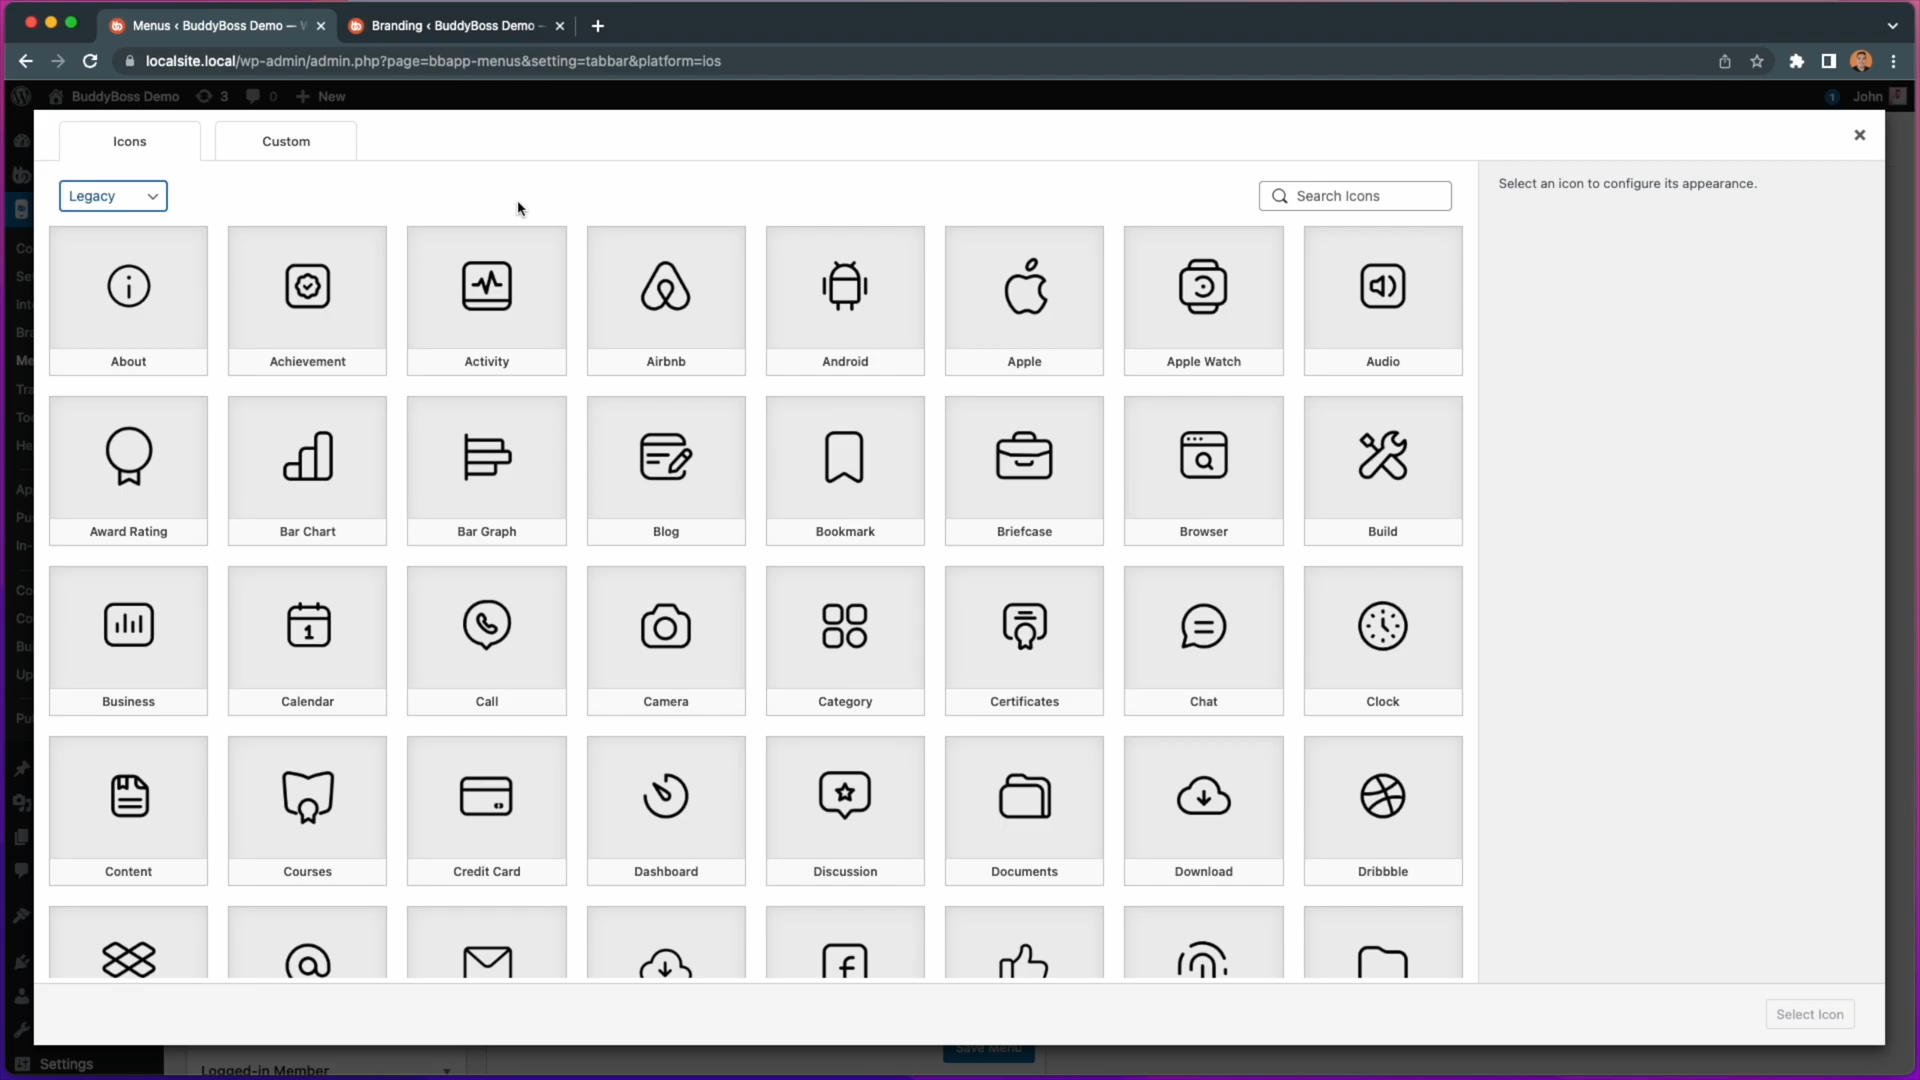 Menus ‹ BuddyBoss Demo — W
Branding ‹ BuddyBoss Demo -
localsite.local/wp-admin/admin.php?page=bbapp-menus&setting=tabbar&platform=ios
BuddyBoss Demo 3 0 + New
1 John
Icons
Custom
Legacy
Search Icons
Select an icon to configure its appearance.
About
Achievement
Activity
Airbnb
Android
Apple
Apple Watch
Audio
Award Rating
Bar Chart
Bar Graph
Blog
Bookmark
Briefcase
Browser
Build
1
Business
Calendar
Call
Camera
Category
Certificates
Chat
Clock
Content
Courses
Credit Card
Dashboard
Discussion
Documents
Download
Dribbble
Select Icon
Settings
Logged-in Member
Save Menu